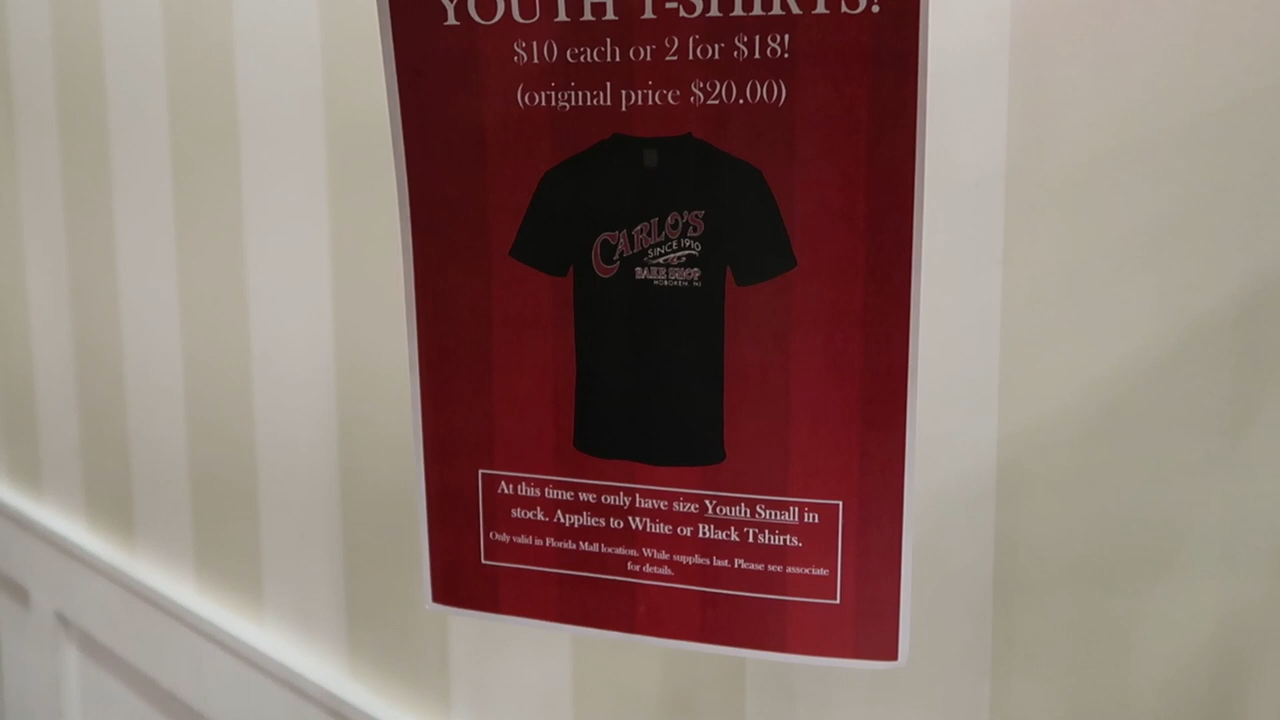 YOUTH T-SHIRTS!
$10 each or 2 for $18!
(original price $20.00)
CARLO'S
SINCE 1910
BAKE SHOP
HOBOKEN, NJ
At this time we only have size Youth Small in
stock. Applies to White or Black Tshirts.
Only valid in Florida Mall location. While supplies last. Please see associate
for details.